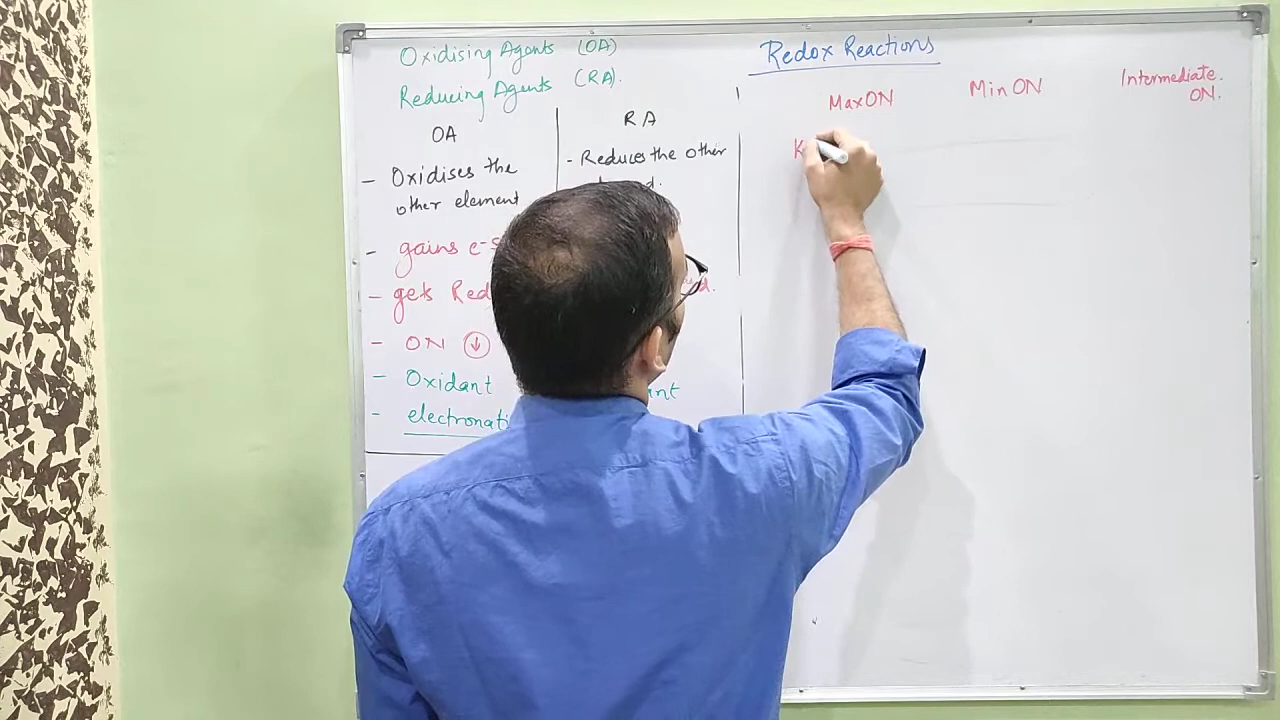 Oxidising Agents (OA)
Reducing Agents (RA).
OA
- Oxidises the
other element
- gains e-s
- gets Red
- ON ↓
- Oxidant
- electronati
RA
- Reduces the other
Redox Reactions
Max ON
Min ON
Intermediate.
ON.
K